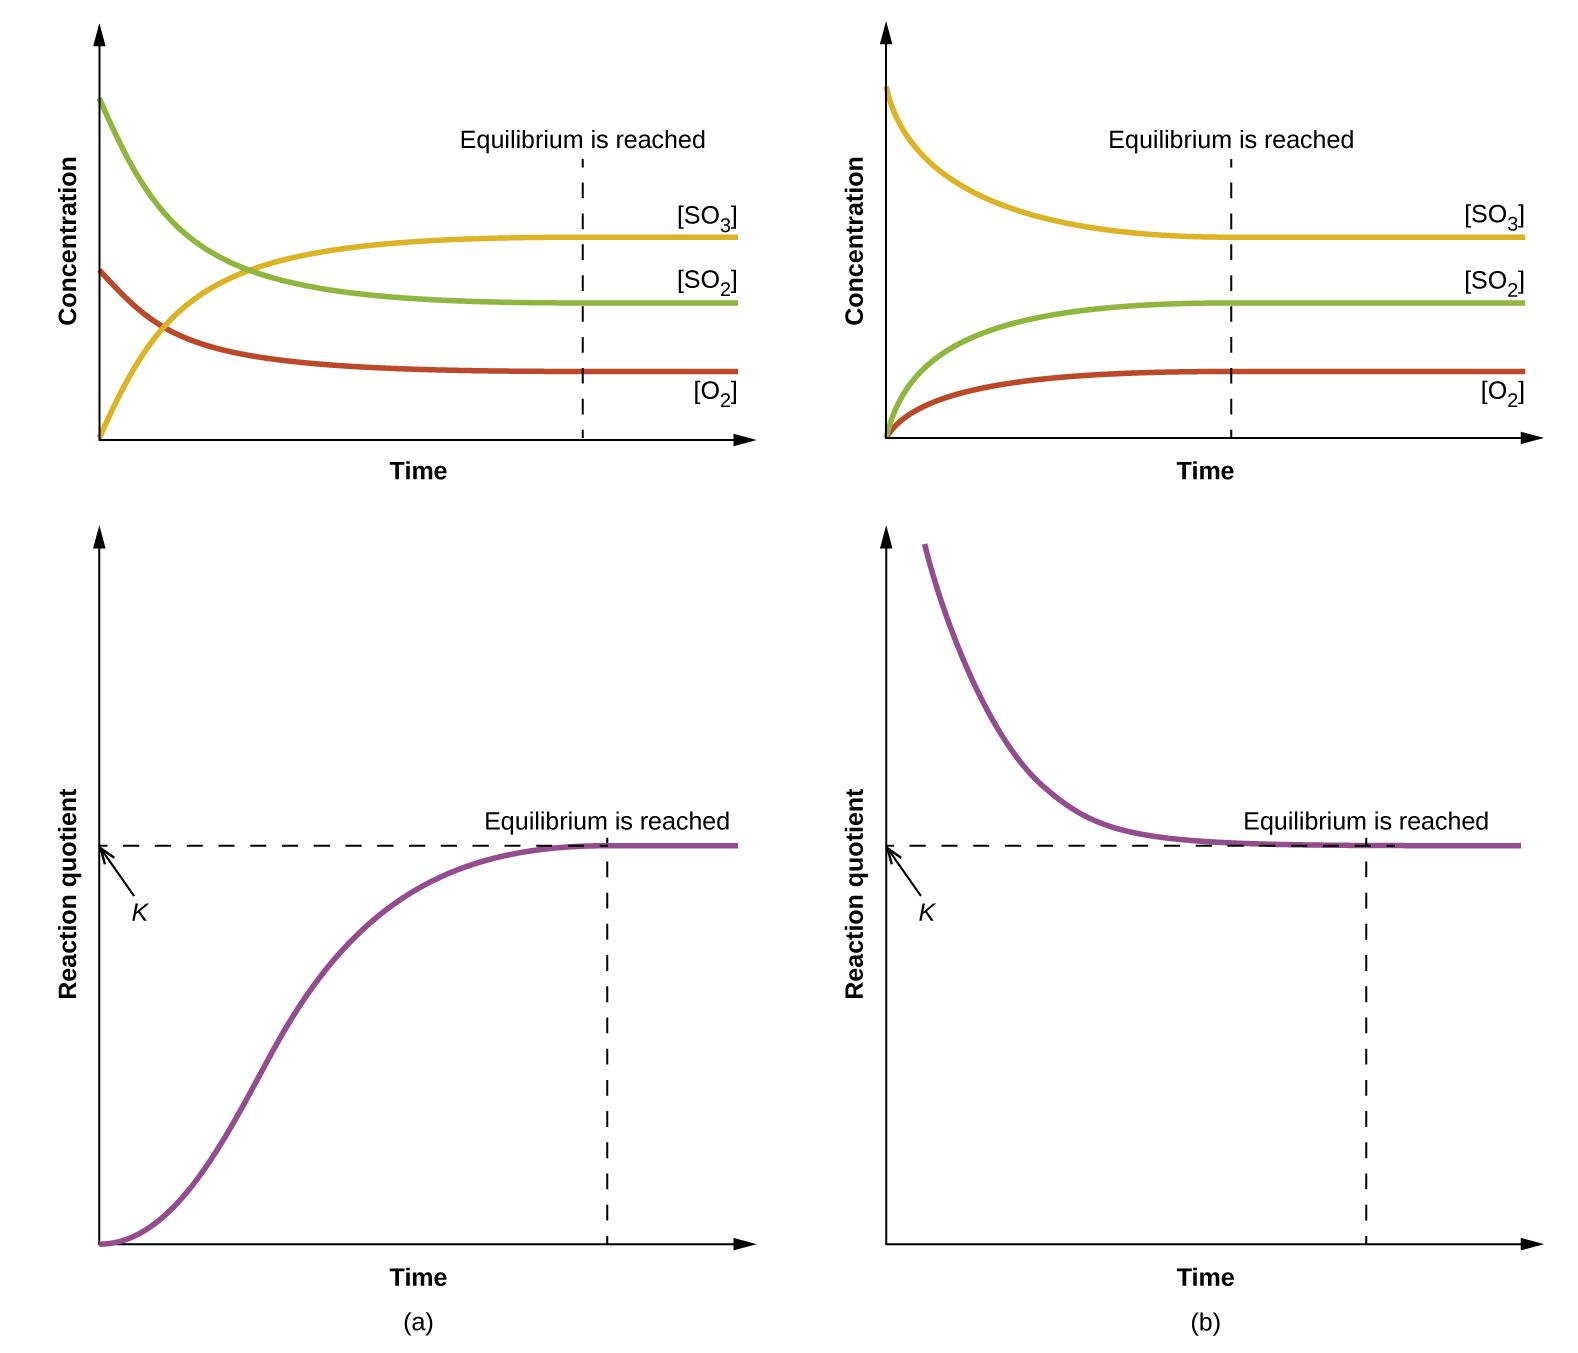 Concentration
Equilibrium is reached
[SO₃]
[SO₂]
[O₂]
Time
Concentration
Equilibrium is reached
[SO₃]
[SO₂]
[O₂]
Time
Reaction quotient
Equilibrium is reached
K
Time
(a)
Reaction quotient
Equilibrium is reached
K
Time
(b)